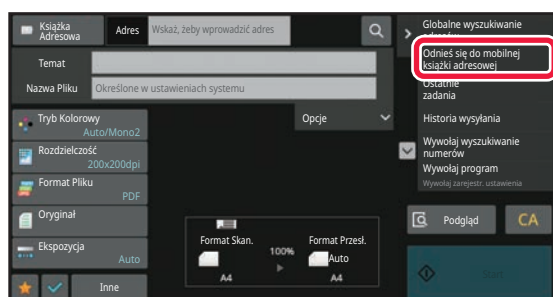 Książka
Adresowa
Adres
Wskaż, żeby wprowadzić adres
Temat
Nazwa Pliku
Określone w ustawieniach systemu
Tryb Kolorowy
Auto/Mono2
Rozdzielczość
200x200dpi
Format Pliku
PDF
Oryginał
Ekspozycja
Auto
Inne
Opcje
Format Skan.
A4
100%
Format Przesł.
Auto
A4
Globalne wyszukiwanie
adresów
Odnieś się do mobilnej
książki adresowej
Ostatnie
zadania
Historia wysyłania
Wywołaj wyszukiwanie
numerów
Wywołaj program
Wywołaj zarejestr. ustawienia
Podgląd
CA
Start